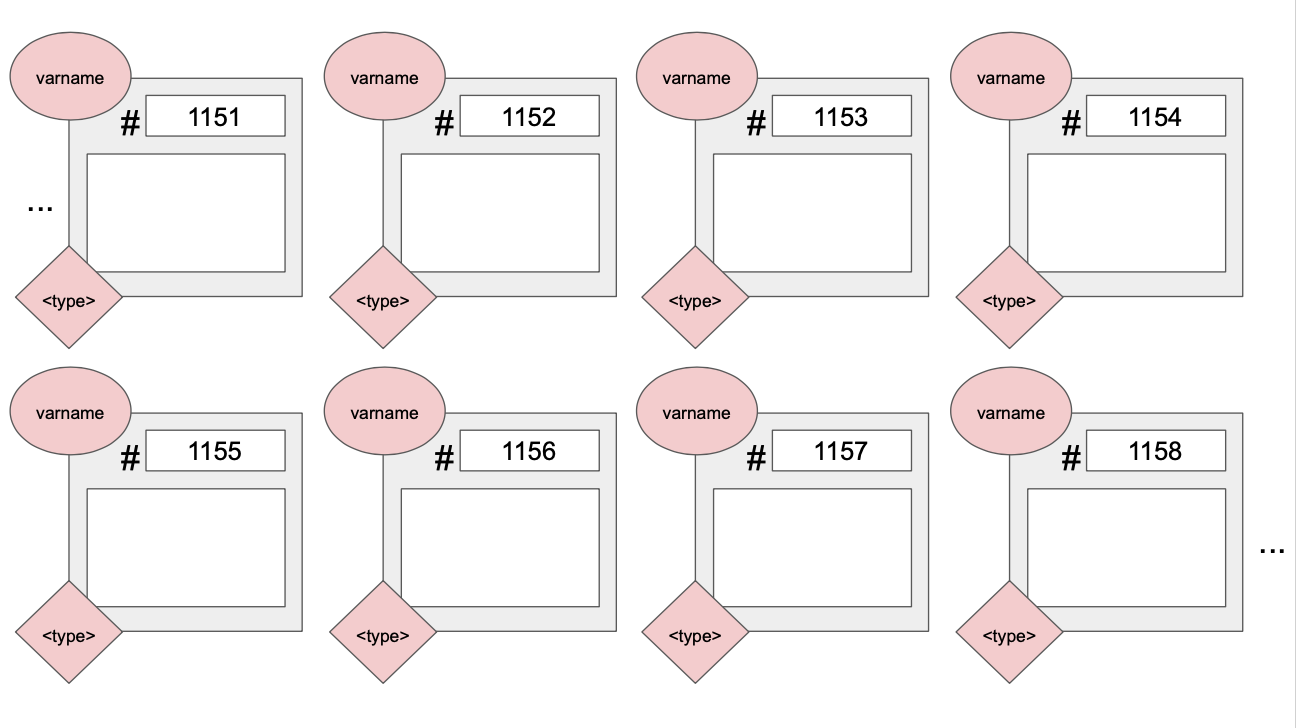 varname varname varname varname
# 1151 # 1152 # 1153 # 1154
...
<type> <type> <type> <type>
varname varname varname varname
# 1155 # 1156 # 1157 # 1158
...
<type> <type> <type> <type>